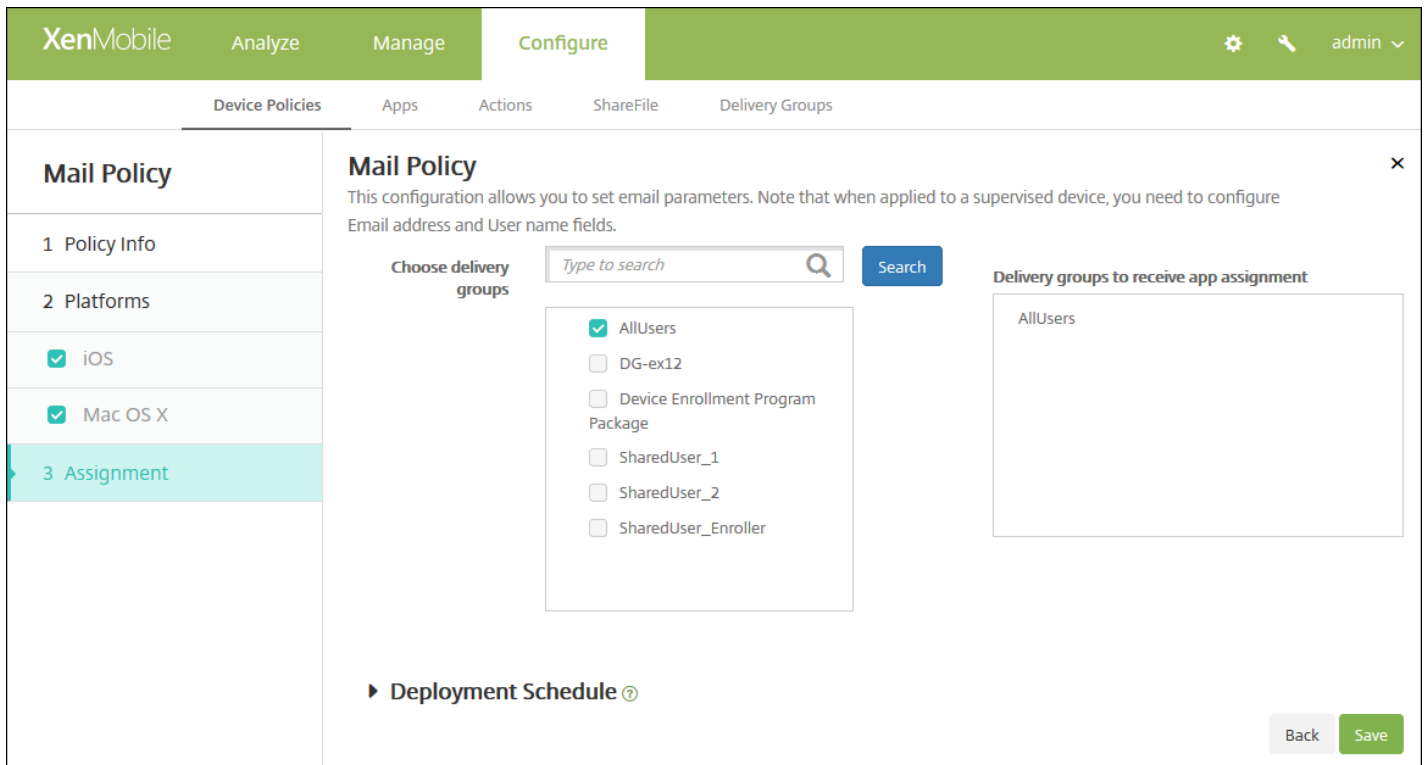 XenMobile Analyze Manage Configure admin
Device Policies Apps Actions ShareFile Delivery Groups
Mail Policy
1 Policy Info
2 Platforms
iOS
Mac OS X
3 Assignment
Mail Policy
This configuration allows you to set email parameters. Note that when applied to a supervised device, you need to configure
Email address and User name fields.
Choose delivery
groups
Type to search
Search
AllUsers
DG-ex12
Device Enrollment Program
Package
SharedUser_1
SharedUser_2
SharedUser_Enroller
Delivery groups to receive app assignment
AllUsers
Deployment Schedule ?
Back Save